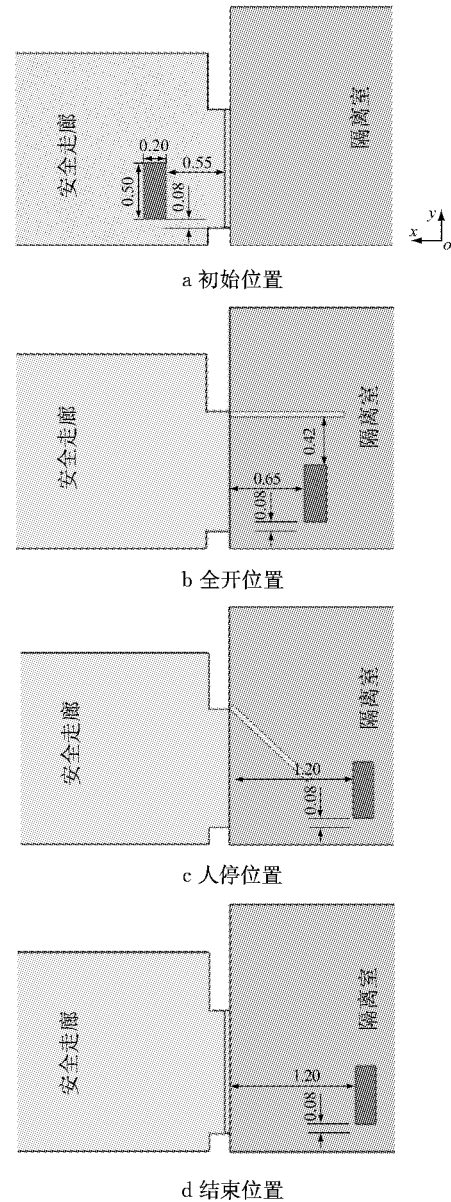 安全走廊
隔离室
0.20
0.55
0.50
0.08
y
x
o
a 初始位置
安全走廊
隔离室
0.42
0.65
0.08
b 全开位置
安全走廊
隔离室
1.20
0.08
c 人停位置
安全走廊
隔离室
1.20
0.08
d 结束位置